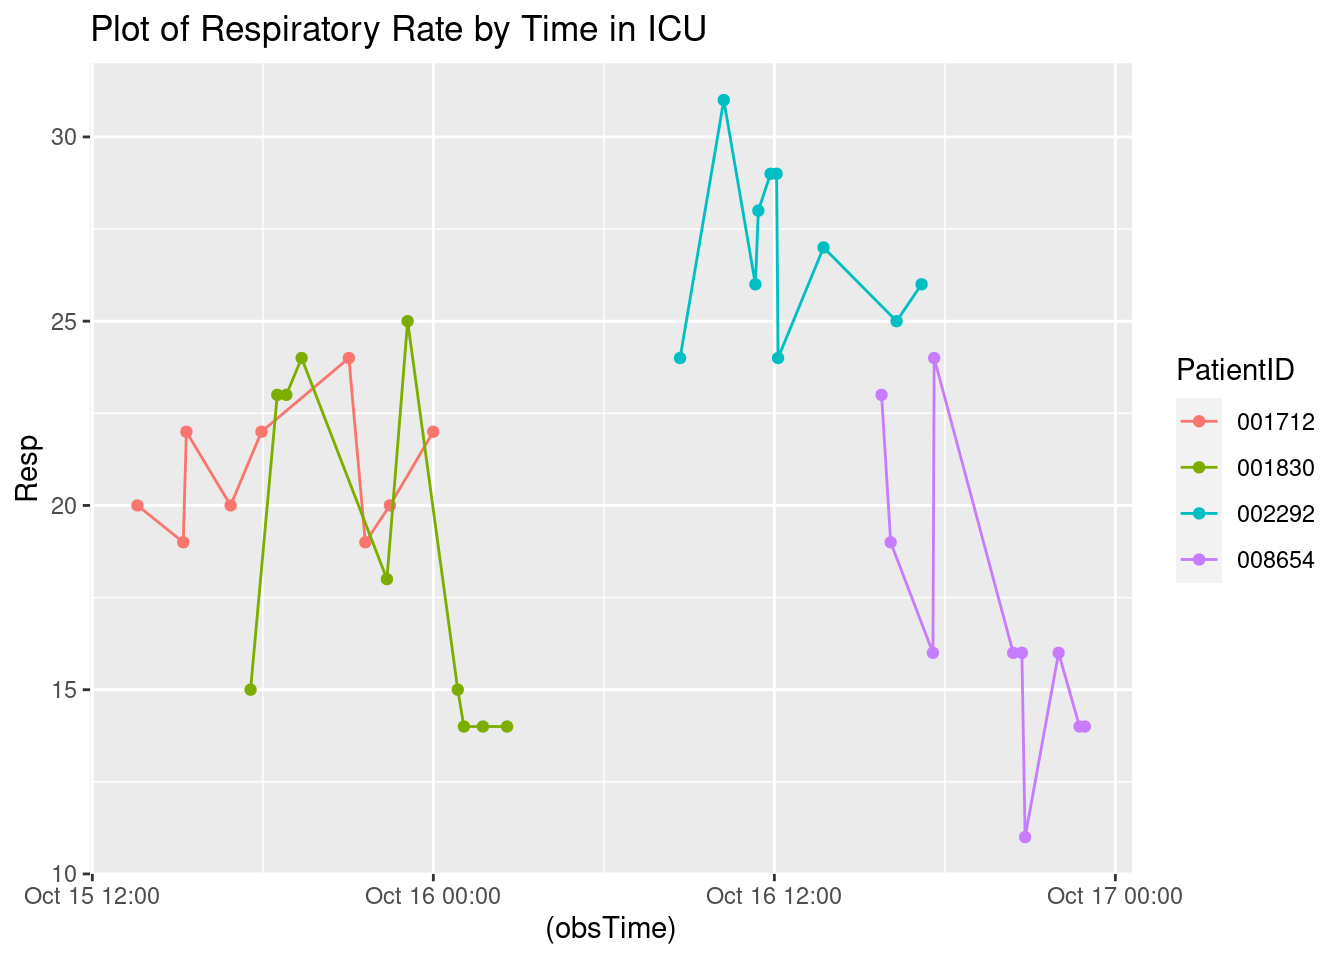 Plot of Respiratory Rate by Time in ICU
Resp
30
25
20
15
10
Oct 15 12:00
Oct 16 00:00
Oct 16 12:00
Oct 17 00:00
(obsTime)
PatientID
001712
001830
002292
008654